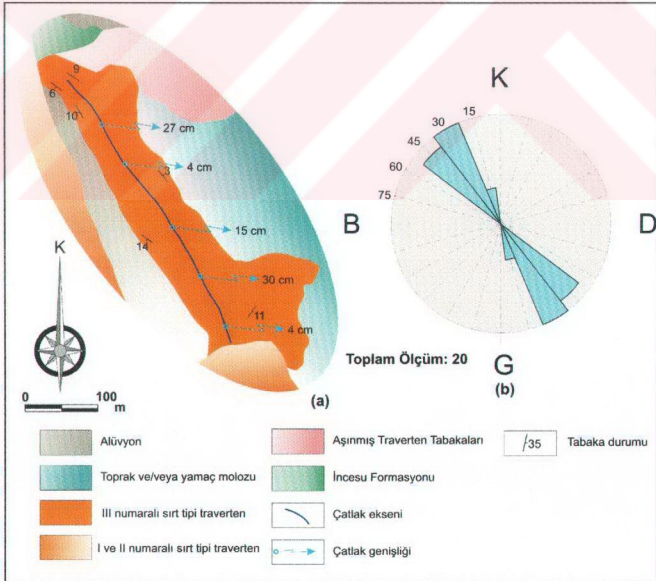 9
6
10
27 cm
4 cm
3
15 cm
14
30 cm
11
4 cm
K
0 100
m
(a)
K
15
30
45
60
75
B
D
G
Toplam Ölçüm: 20
(b)
Alüvyon
Toprak ve/veya yamaç molozu
III numaralı sırt tipi traverten
I ve II numaralı sırt tipi traverten
Aşınmış Traverten Tabakaları
İncesu Formasyonu
Çatlak ekseni
Çatlak genişliği
35 Tabaka durumu